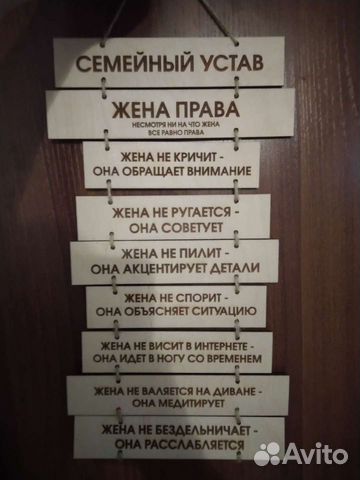 СЕМЕЙНЫЙ УСТАВ
ЖЕНА ПРАВА
НЕСМОТРЯ НИ НА ЧТО ЖЕНА
ВСЕ РАВНО ПРАВА
ЖЕНА НЕ КРИЧИТ -
ОНА ОБРАЩАЕТ ВНИМАНИЕ
ЖЕНА НЕ РУГАЕТСЯ -
ОНА СОВЕТУЕТ
ЖЕНА НЕ ПИЛИТ -
ОНА АКЦЕНТИРУЕТ ДЕТАЛИ
ЖЕНА НЕ СПОРИТ -
ОНА ОБЪЯСНЯЕТ СИТУАЦИЮ
ЖЕНА НЕ ВИСИТ В ИНТЕРНЕТЕ -
ОНА ИДЕТ В НОГУ СО ВРЕМЕНЕМ
ЖЕНА НЕ ВАЛЯЕТСЯ НА ДИВАНЕ -
ОНА МЕДИТИРУЕТ
ЖЕНА НЕ БЕЗДЕЛЬНИЧАЕТ -
ОНА РАССЛАБЛЯЕТСЯ
Avito